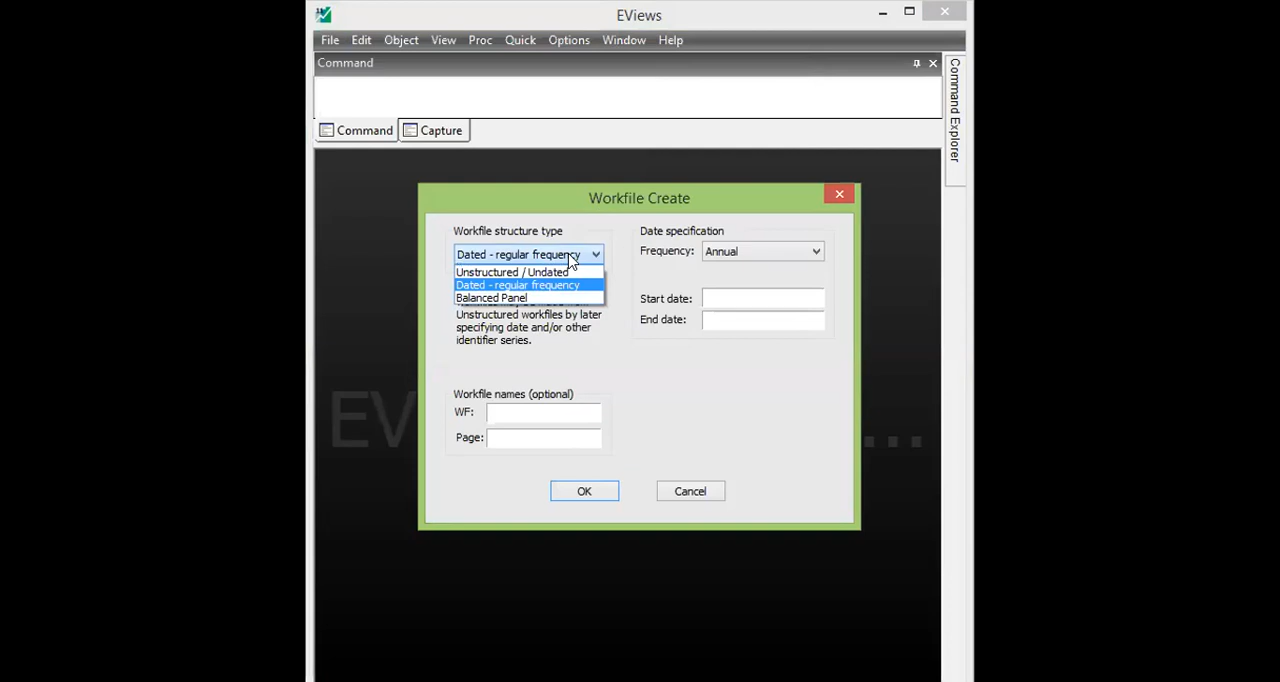 EViews
File Edit Object View Proc Quick Options Window Help
Command
Command Explorer
Command Capture
Workfile Create
Workfile structure type
Dated - regular frequency
Unstructured / Undated
Dated - regular frequency
Balanced Panel
Unstructured workfiles by later
specifying date and/or other
identifier series.
Date specification
Frequency: Annual
Start date:
End date:
Workfile names (optional)
WF:
Page:
OK Cancel
EV